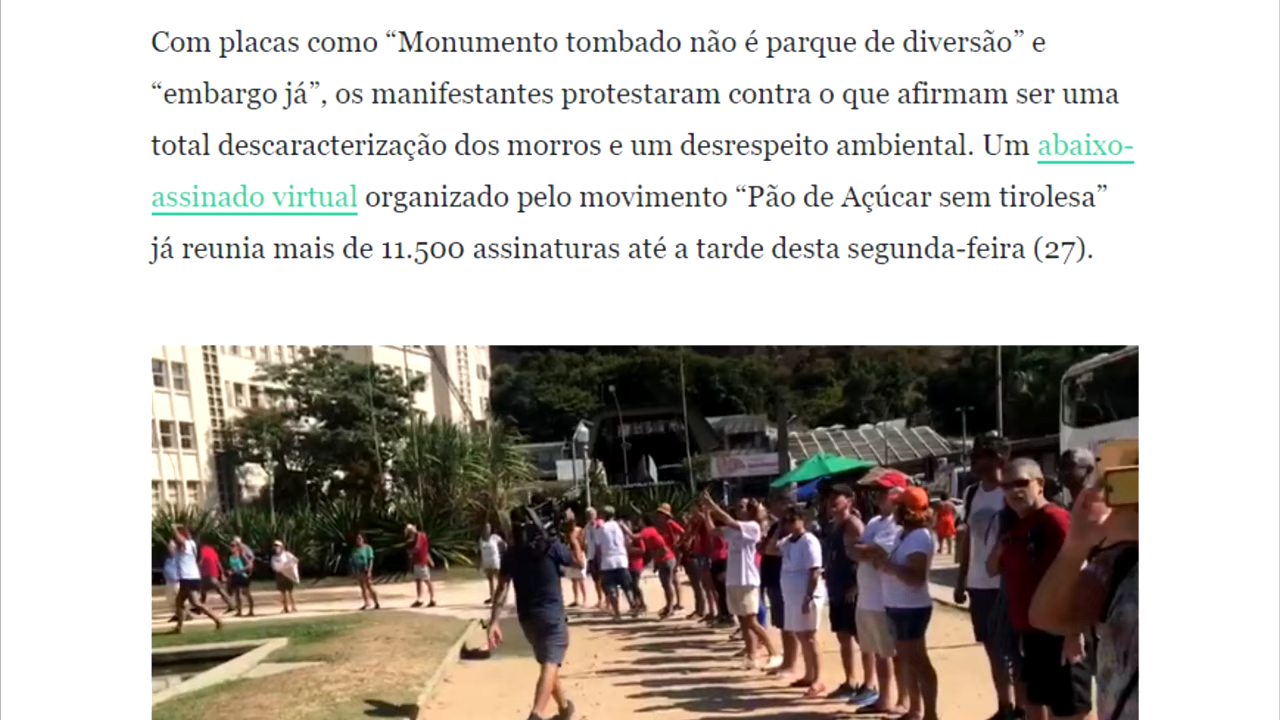 Com placas como “Monumento tombado não é parque de diversão” e
“embargo já”, os manifestantes protestaram contra o que afirmam ser uma
total descaracterização dos morros e um desrespeito ambiental. Um abaixo-
assinado virtual organizado pelo movimento “Pão de Açúcar sem tirolesa”
já reunia mais de 11.500 assinaturas até a tarde desta segunda-feira (27).